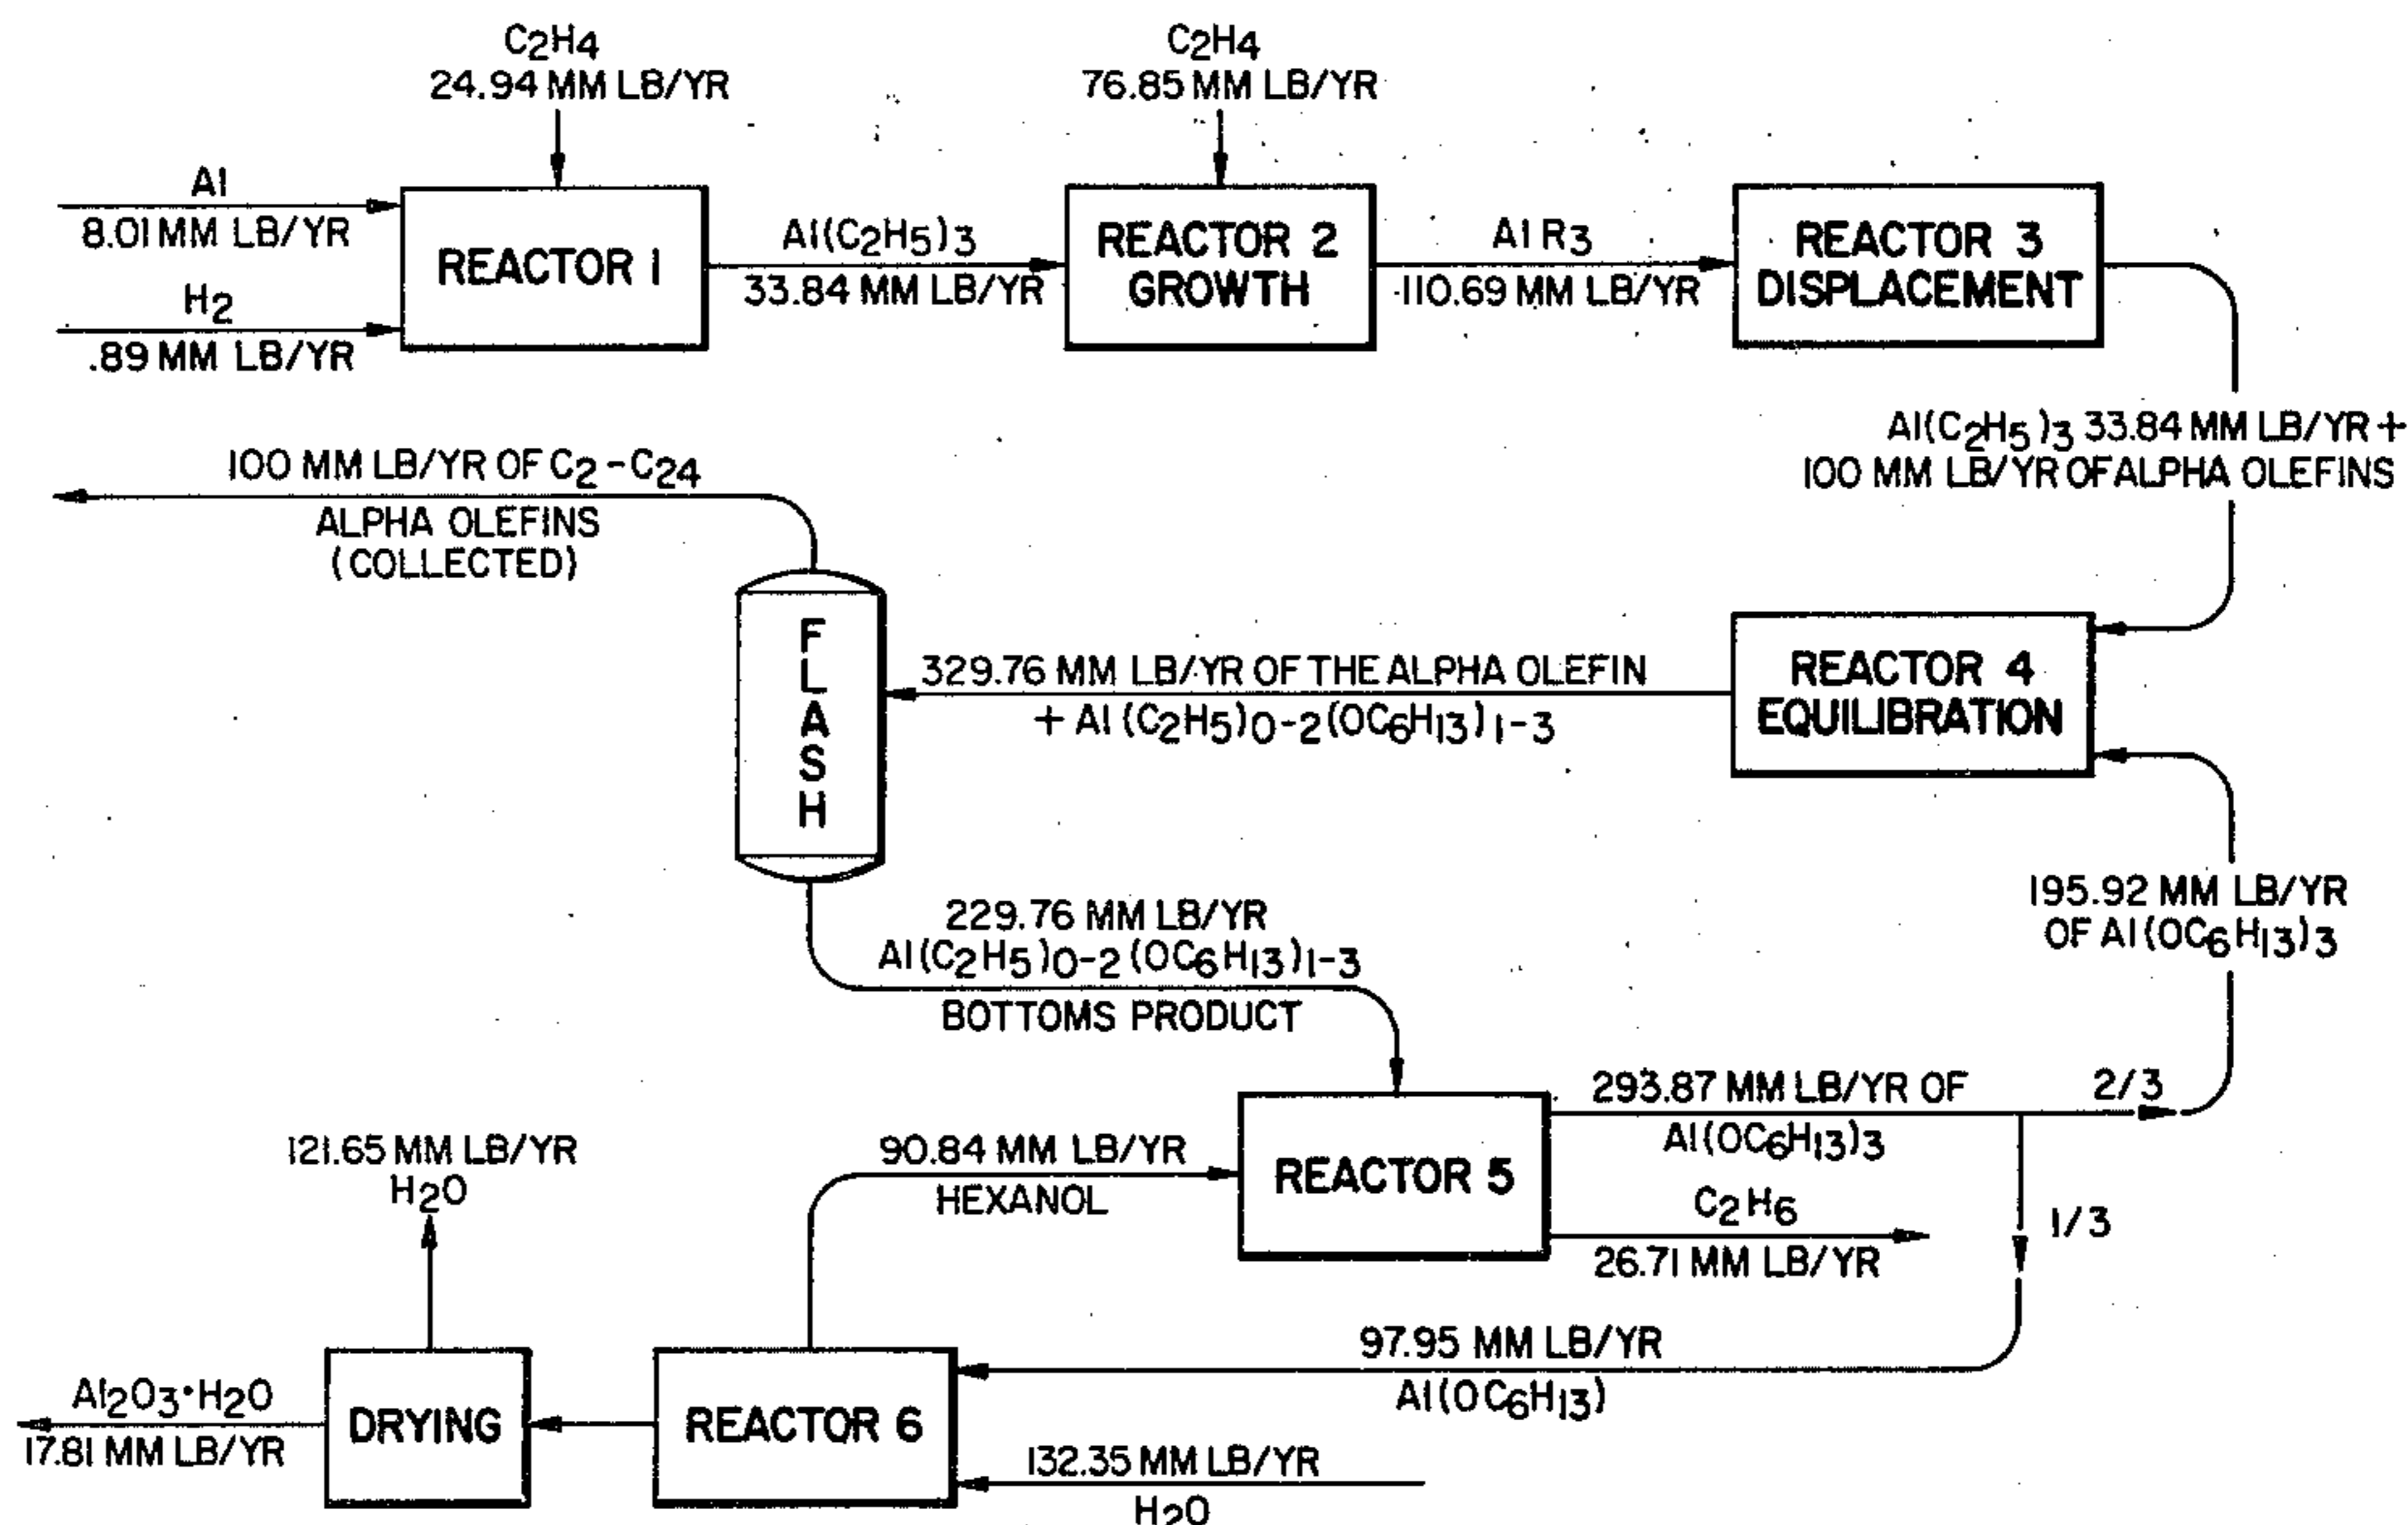 C2H4
24.94 MM LB/YR
C2H4
76.85 MM LB/YR
Al
8.01 MM LB/YR
H2
.89 MM LB/YR
REACTOR 1
Al(C2H5)3
33.84 MM LB/YR
REACTOR 2
GROWTH
Al R3
110.69 MM LB/YR
REACTOR 3
DISPLACEMENT
Al(C2H5)3 33.84 MM LB/YR +
100 MM LB/YR OF ALPHA OLEFINS
100 MM LB/YR OF C2-C24
ALPHA OLEFINS
(COLLECTED)
FLASH
329.76 MM LB/YR OF THE ALPHA OLEFIN
+ Al (C2H5)0-2(OC6H13)1-3
REACTOR 4
EQUILIBRATION
195.92 MM LB/YR
OF Al(OC6H13)3
229.76 MM LB/YR
Al(C2H5)0-2(OC6H13)1-3
BOTTOMS PRODUCT
293.87 MM LB/YR OF
Al(OC6H13)3
2/3
REACTOR 5
C2H6
26.71 MM LB/YR
1/3
90.84 MM LB/YR
HEXANOL
121.65 MM LB/YR
H2O
97.95 MM LB/YR
Al(OC6H13)
Al2O3·H2O
17.81 MM LB/YR
DRYING
REACTOR 6
132.35 MM LB/YR
H2O